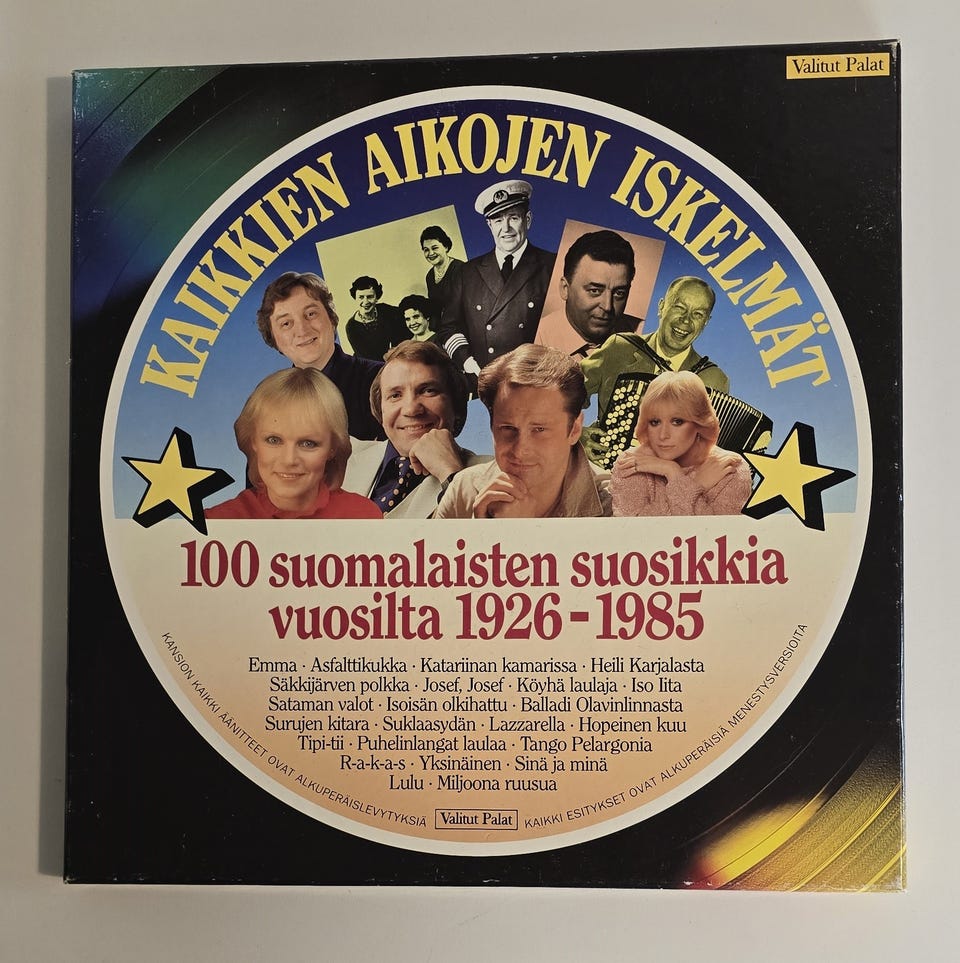 Valitut Palat
KAIKKIEN AIKOJEN ISKELMÄT
100 suomalaisten suosikkia
vuosilta 1926-1985
Emma · Asfalttikukka · Katariinan kamarissa · Heili Karjalasta
Säkkijärven polkka · Josef, Josef · Köyhä laulaja · Iso Iita
Sataman valot · Isoisän olkihattu · Balladi Olavinlinnasta
Surujen kitara · Suklaasydän · Lazzarella · Hopeinen kuu
Tipi-tii · Puhelinlangat laulaa · Tango Pelargonia
R-a-k-a-s · Yksinäinen · Sinä ja minä
Lulu · Miljoona ruusua
KANSION KAIKKI ÄÄNITTEET OVAT ALKUPERÄISLEVYTYKSIÄ
Valitut Palat
KAIKKI ESITYKSET OVAT ALKUPERÄISIÄ MENESTYSVERSIOITA